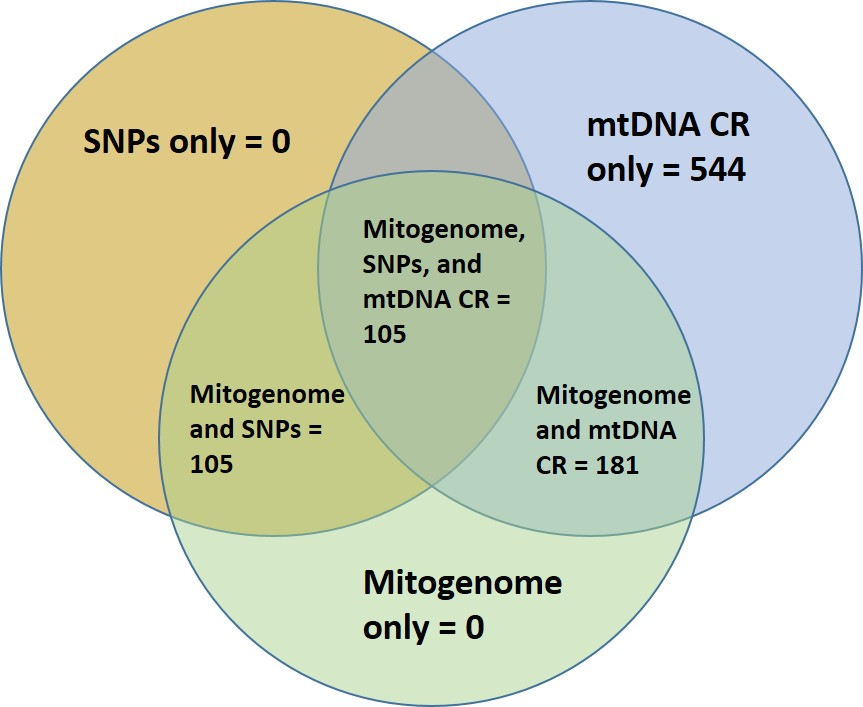 SNPs only = 0
mtDNA CR
only = 544
Mitogenome,
SNPs, and
mtDNA CR =
105
Mitogenome
and SNPs =
105
Mitogenome
and mtDNA
CR = 181
Mitogenome
only = 0